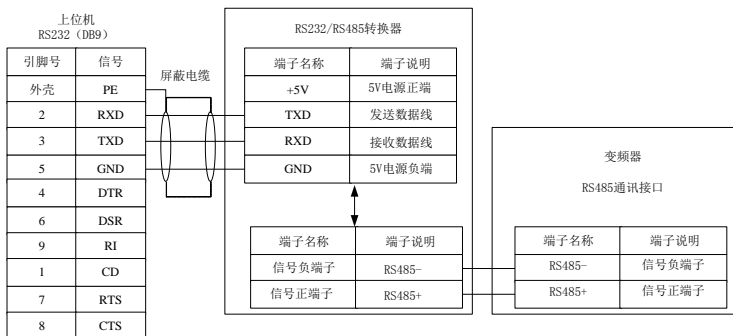 上位机
RS232（DB9）
引脚号 信号
外壳 PE
2 RXD
3 TXD
5 GND
4 DTR
6 DSR
9 RI
1 CD
7 RTS
8 CTS
屏蔽电缆
RS232/RS485转换器
端子名称 端子说明
+5V 5V电源正端
TXD 发送数据线
RXD 接收数据线
GND 5V电源负端
端子名称 端子说明
信号负端子 RS485-
信号正端子 RS485+
变频器
RS485通讯接口
端子名称 端子说明
RS485- 信号负端子
RS485+ 信号正端子